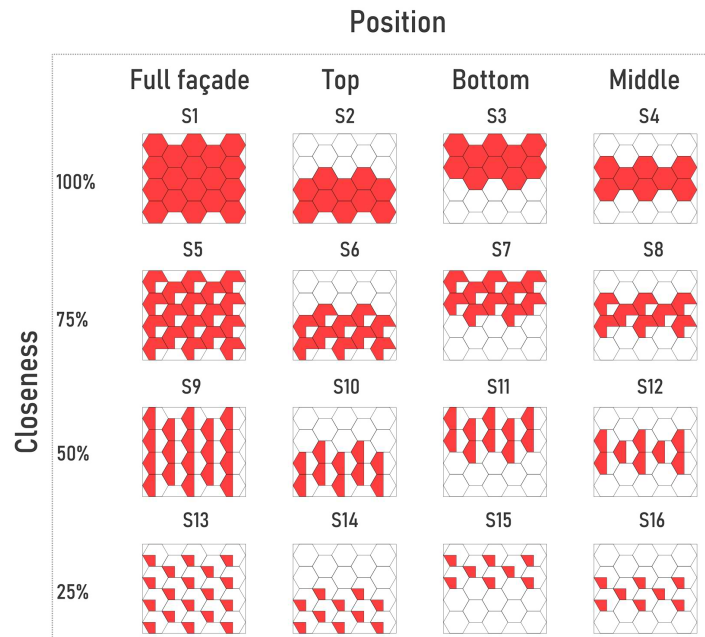 Position
Full façade Top Bottom Middle
S1 S2 S3 S4
100%
S5 S6 S7 S8
75%
Closeness
S9 S10 S11 S12
50%
S13 S14 S15 S16
25%